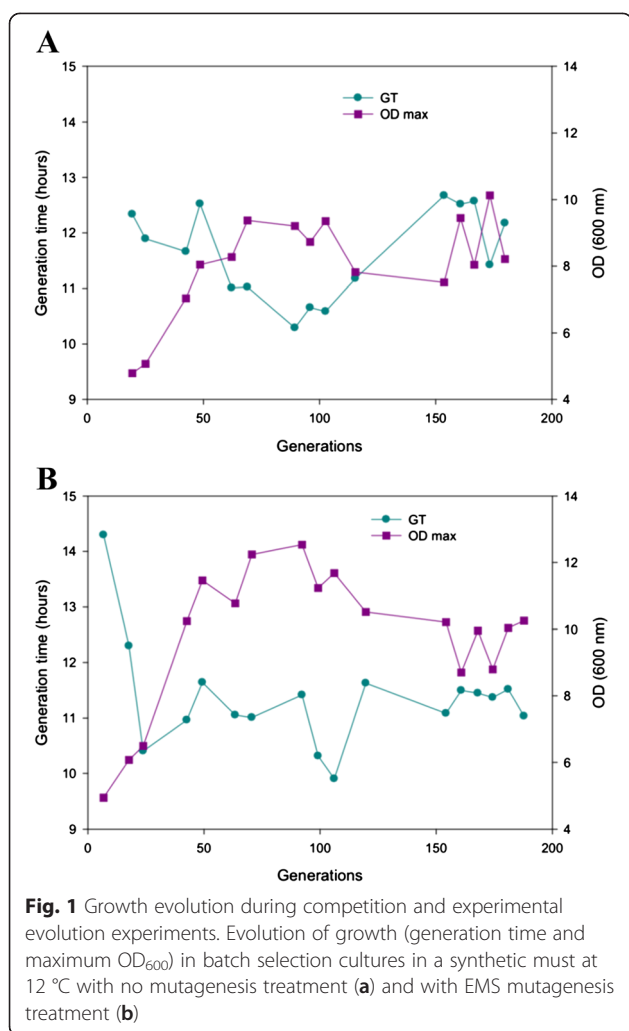 A
15
14
13
12
11
10
9
Generation time (hours)
GT
OD max
14
12
10
8
6
4
OD (600 nm)
0 50 100 150 200
Generations
B
15
14
13
12
11
10
9
Generation time (hours)
GT
OD max
14
12
10
8
6
4
OD (600 nm)
0 50 100 150 200
Generations
Fig. 1 Growth evolution during competition and experimental
evolution experiments. Evolution of growth (generation time and
maximum OD₆₀₀) in batch selection cultures in a synthetic must at
12 °C with no mutagenesis treatment (a) and with EMS mutagenesis
treatment (b)